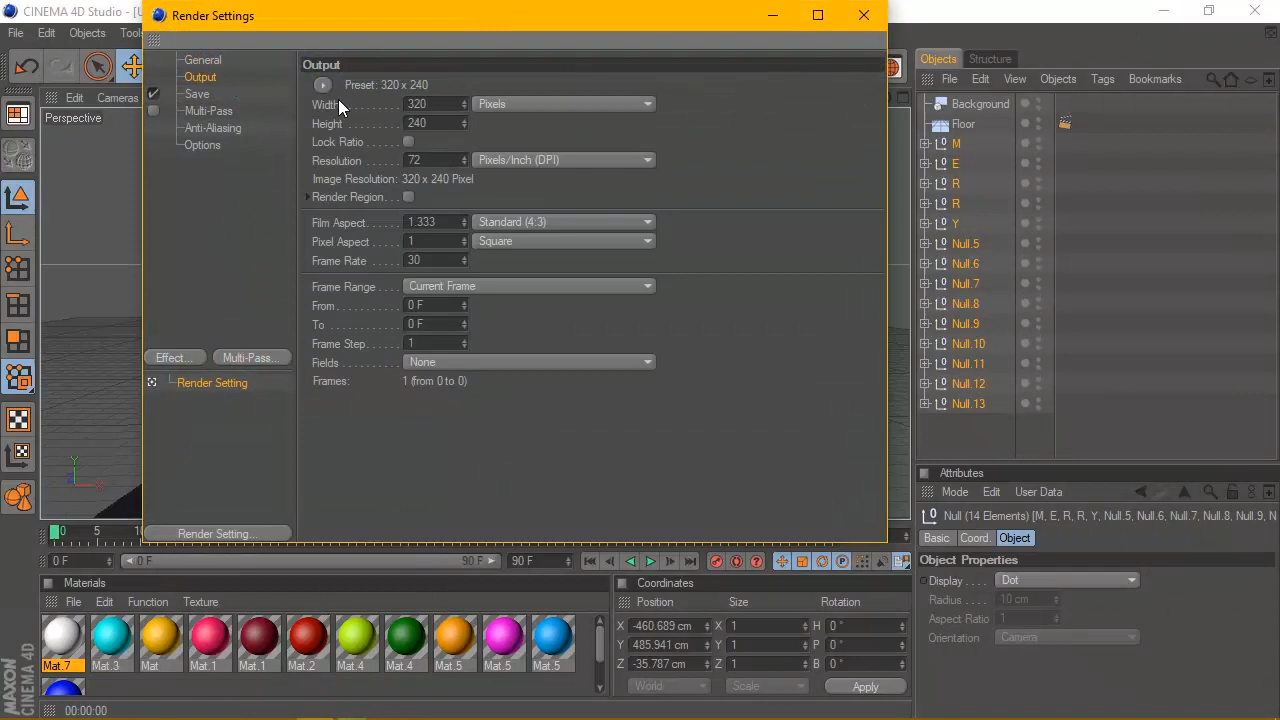 CINEMA 4D Studio - [U
Render Settings
File Edit Objects Tools
General
Output
Save
Multi-Pass
Anti-Aliasing
Options
Effect...
Multi-Pass...
Render Setting
Render Setting...
Output
Preset: 320 x 240
Width 320 Pixels
Height 240
Lock Ratio
Resolution 72 Pixels/Inch (DPI)
Image Resolution: 320 x 240 Pixel
Render Region
Film Aspect 1.333 Standard (4:3)
Pixel Aspect 1 Square
Frame Rate 30
Frame Range Current Frame
From 0 F
To 0 F
Frame Step 1
Fields None
Frames: 1 (from 0 to 0)
Edit Cameras
Perspective
Y
X
Objects Structure
File Edit View Objects Tags Bookmarks
Background
Floor
M
E
R
R
Y
Null.5
Null.6
Null.7
Null.8
Null.9
Null.10
Null.11
Null.12
Null.13
Attributes
Mode Edit User Data
Null (14 Elements) [M, E, R, R, Y, Null.5, Null.6, Null.7, Null.8, Null.9, N
Basic Coord. Object
Object Properties
Display Dot
Radius 10 cm
Aspect Ratio 1
Orientation Camera
0 5 10
0 F 0 F 90 F 90 F
Materials
File Edit Function Texture
Mat.7 Mat.3 Mat Mat.1 Mat.1 Mat.2 Mat.4 Mat.4 Mat.5 Mat.5 Mat.5
Coordinates
Position Size Rotation
X -460.689 cm X 1 H 0 °
Y 485.941 cm Y 1 P 0 °
Z -35.787 cm Z 1 B 0 °
World Scale Apply
MAXON CINEMA 4D
00:00:00